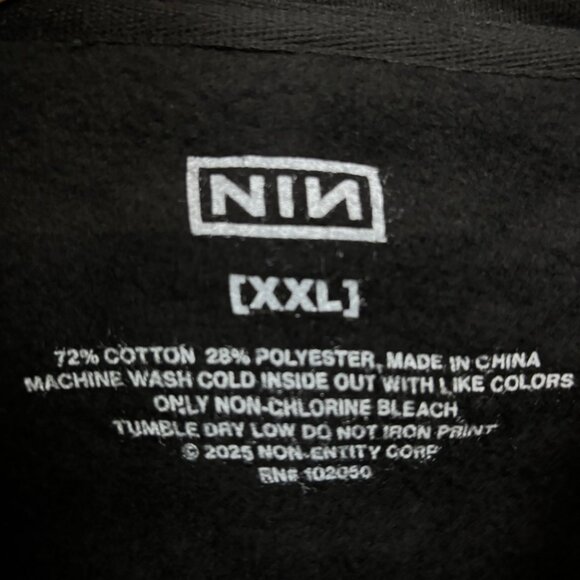 NIИ
[XXL]
72% COTTON 28% POLYESTER, MADE IN CHINA
MACHINE WASH COLD INSIDE OUT WITH LIKE COLORS
ONLY NON-CHLORINE BLEACH
TUMBLE DRY LOW DO NOT IRON PRINT
© 2025 NON-ENTITY CORP
RN# 102050